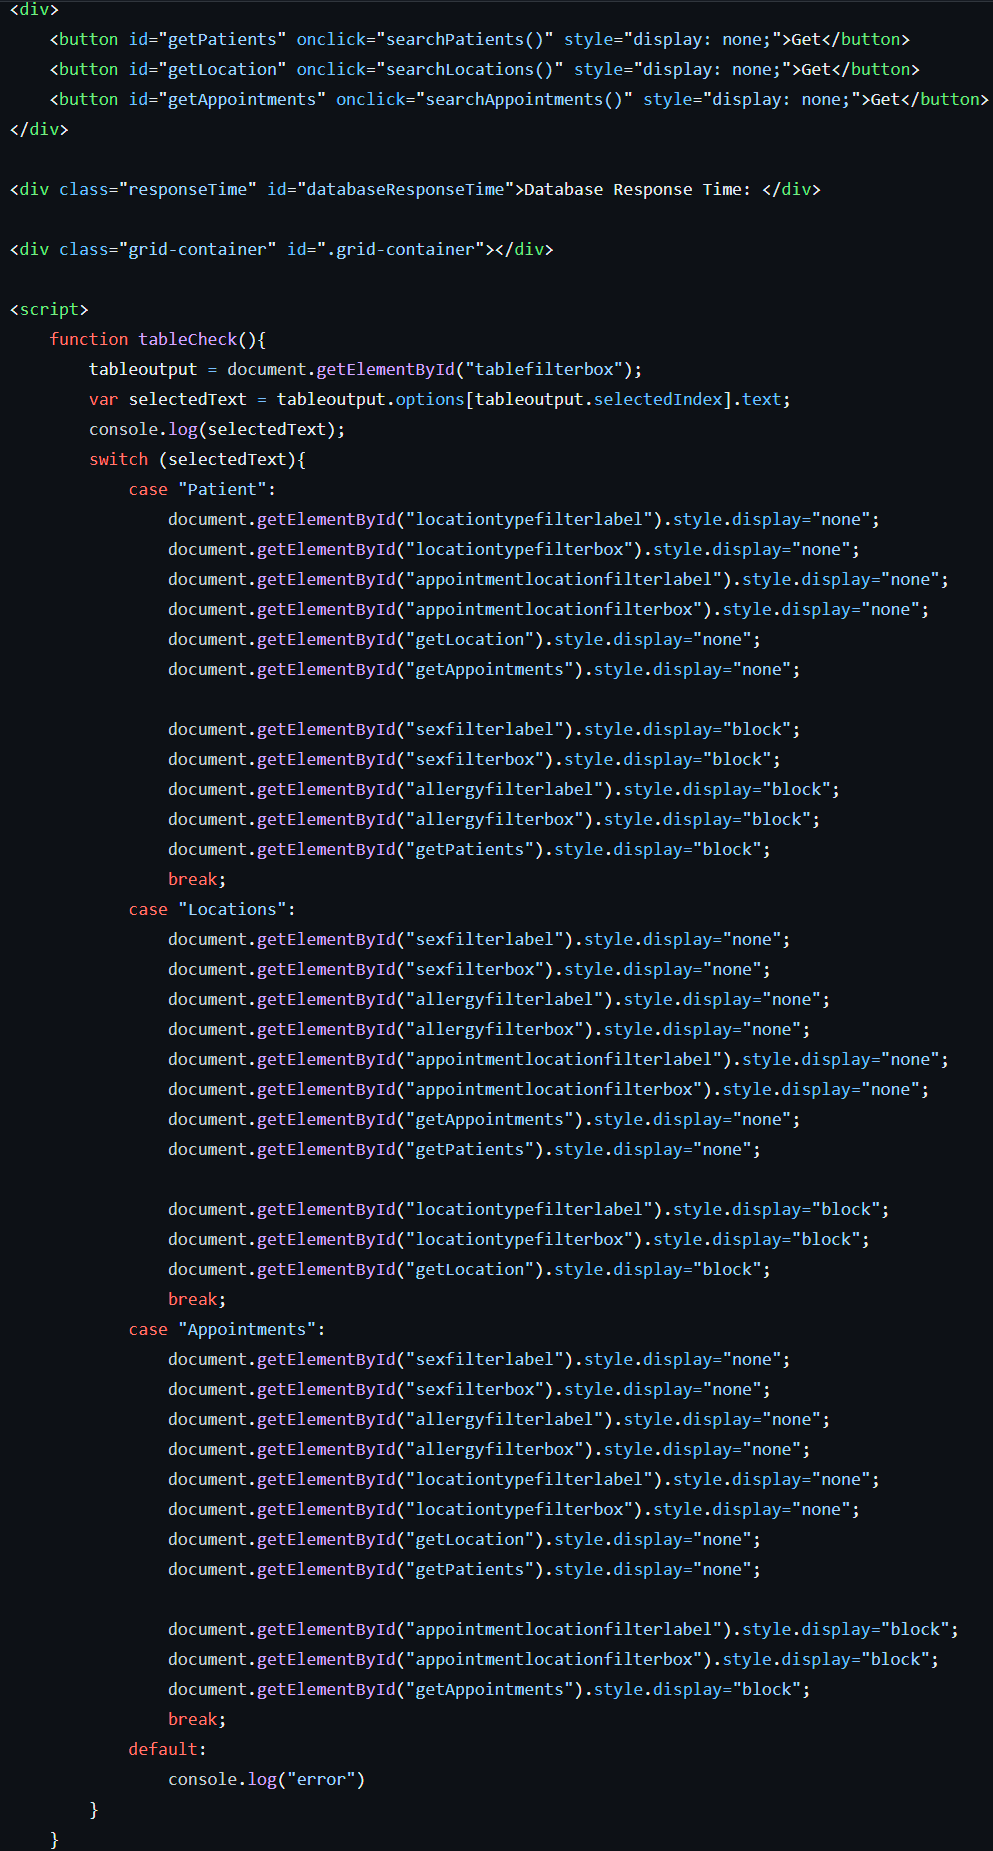 <div>
    <button id="getPatients" onclick="searchPatients()" style="display: none;">Get</button>
    <button id="getLocation" onclick="searchLocations()" style="display: none;">Get</button>
    <button id="getAppointments" onclick="searchAppointments()" style="display: none;">Get</button>
</div>

<div class="responseTime" id="databaseResponseTime">Database Response Time: </div>

<div class="grid-container" id=".grid-container"></div>

<script>
    function tableCheck(){
        tableoutput = document.getElementById("tablefilterbox");
        var selectedText = tableoutput.options[tableoutput.selectedIndex].text;
        console.log(selectedText);
        switch (selectedText){
            case "Patient":
                document.getElementById("locationtypefilterlabel").style.display="none";
                document.getElementById("locationtypefilterbox").style.display="none";
                document.getElementById("appointmentlocationfilterlabel").style.display="none";
                document.getElementById("appointmentlocationfilterbox").style.display="none";
                document.getElementById("getLocation").style.display="none";
                document.getElementById("getAppointments").style.display="none";

                document.getElementById("sexfilterlabel").style.display="block";
                document.getElementById("sexfilterbox").style.display="block";
                document.getElementById("allergyfilterlabel").style.display="block";
                document.getElementById("allergyfilterbox").style.display="block";
                document.getElementById("getPatients").style.display="block";
                break;
            case "Locations":
                document.getElementById("sexfilterlabel").style.display="none";
                document.getElementById("sexfilterbox").style.display="none";
                document.getElementById("allergyfilterlabel").style.display="none";
                document.getElementById("allergyfilterbox").style.display="none";
                document.getElementById("appointmentlocationfilterlabel").style.display="none";
                document.getElementById("appointmentlocationfilterbox").style.display="none";
                document.getElementById("getAppointments").style.display="none";
                document.getElementById("getPatients").style.display="none";

                document.getElementById("locationtypefilterlabel").style.display="block";
                document.getElementById("locationtypefilterbox").style.display="block";
                document.getElementById("getLocation").style.display="block";
                break;
            case "Appointments":
                document.getElementById("sexfilterlabel").style.display="none";
                document.getElementById("sexfilterbox").style.display="none";
                document.getElementById("allergyfilterlabel").style.display="none";
                document.getElementById("allergyfilterbox").style.display="none";
                document.getElementById("locationtypefilterlabel").style.display="none";
                document.getElementById("locationtypefilterbox").style.display="none";
                document.getElementById("getLocation").style.display="none";
                document.getElementById("getPatients").style.display="none";

                document.getElementById("appointmentlocationfilterlabel").style.display="block";
                document.getElementById("appointmentlocationfilterbox").style.display="block";
                document.getElementById("getAppointments").style.display="block";
                break;
            default:
                console.log("error")
        }
    }